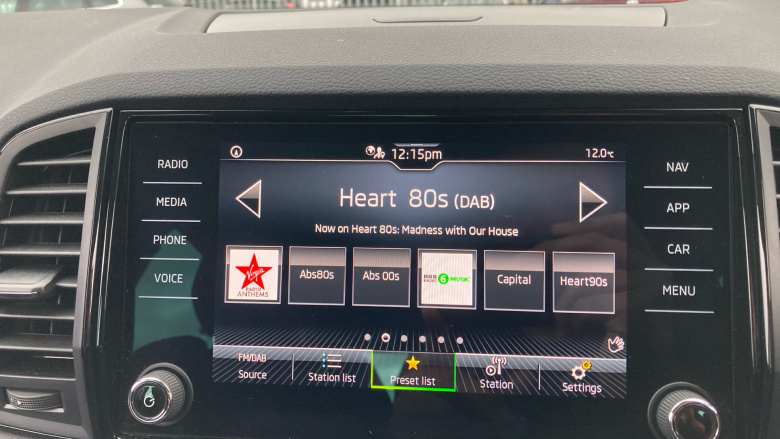 RADIO
MEDIA
PHONE
VOICE
12:15pm
12.0°C
Heart 80s (DAB)
Now on Heart 80s: Madness with Our House
Virgin
RADIO
ANTHEMS
Abs80s
Abs 00s
BBC
RADIO 6 MUSIC
Capital
Heart90s
FM/DAB
Source
Station list
Preset list
Station
Settings
NAV
APP
CAR
MENU